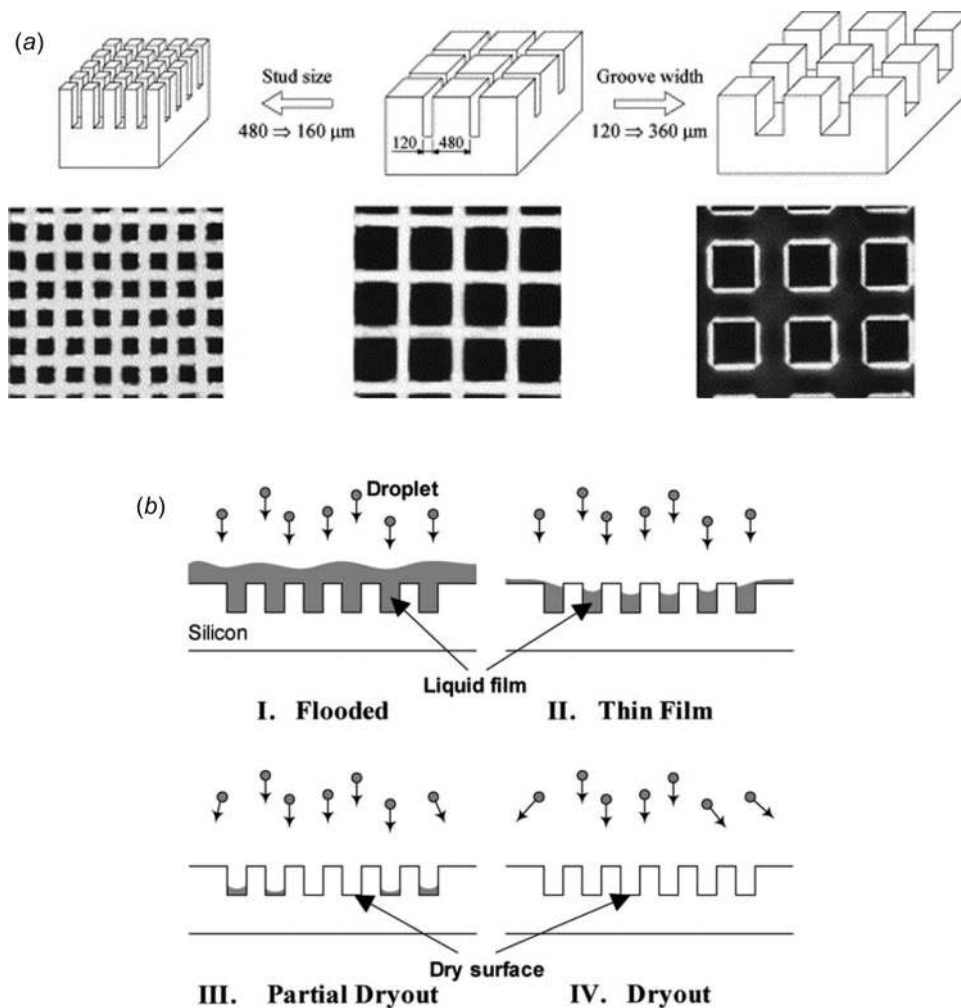 (a)
Stud size
480 ⇒ 160 μm
120
480
Groove width
120 ⇒ 360 μm
(b)
Droplet
Silicon
Liquid film
I. Flooded
II. Thin Film
Dry surface
III. Partial Dryout
IV. Dryout